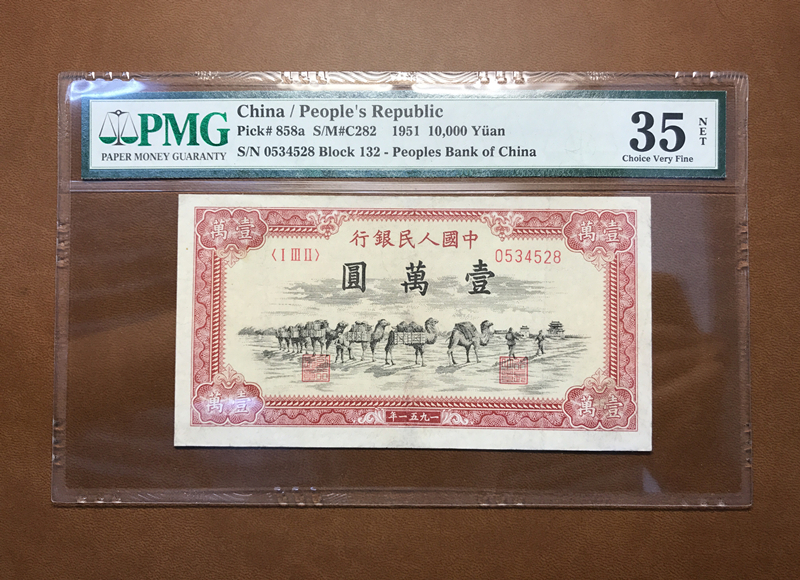 PMG
PAPER MONEY GUARANTY
China / People's Republic
Pick# 858a S/M#C282 1951 10,000 Yüan
S/N 0534528 Block 132 - Peoples Bank of China
35 NET
Choice Very Fine
萬壹
行銀民人國中
萬壹
〈I III II〉
0534528
圓萬壹
萬壹
年一五九一
萬壹